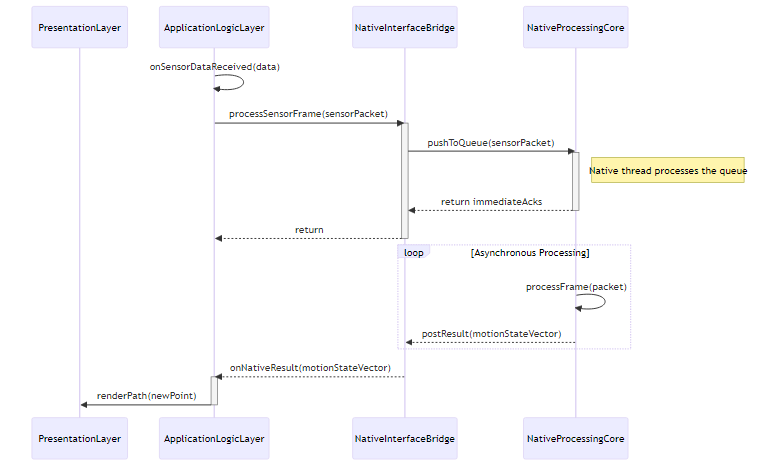 PresentationLayer
ApplicationLogicLayer
NativeInterfaceBridge
NativeProcessingCore
onSensorDataReceived(data)
processSensorFrame(sensorPacket)
pushToQueue(sensorPacket)
Native thread processes the queue
return immediateAcks
return
loop
[Asynchronous Processing]
processFrame(packet)
postResult(motionStateVector)
onNativeResult(motionStateVector)
renderPath(newPoint)
PresentationLayer
ApplicationLogicLayer
NativeInterfaceBridge
NativeProcessingCore